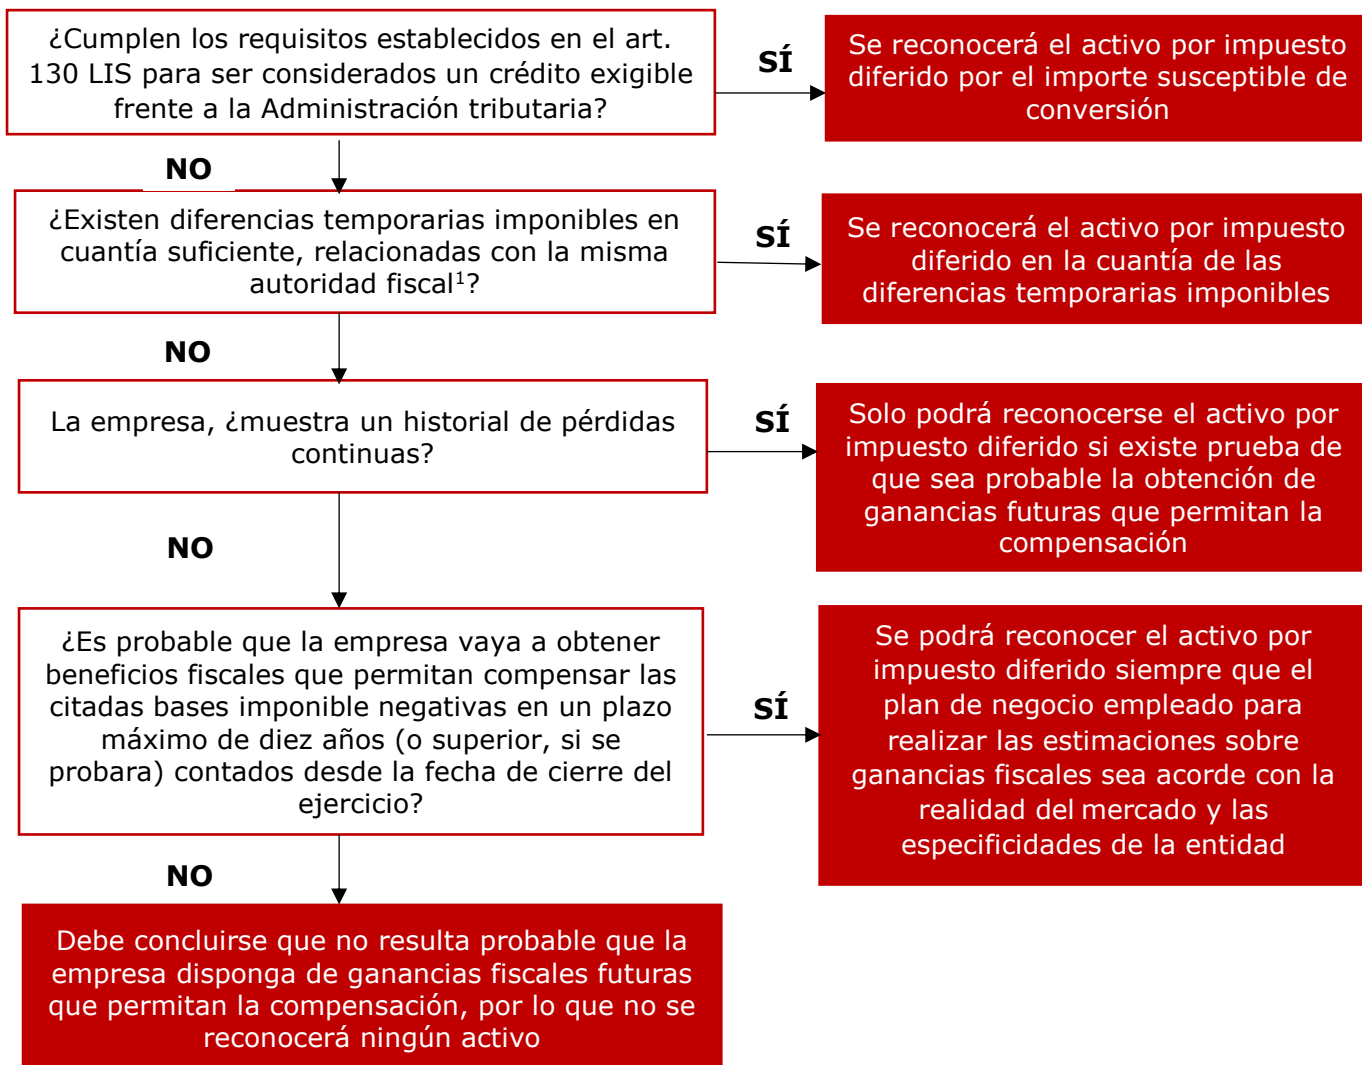 ¿Cumplen los requisitos establecidos en el art.
130 LIS para ser considerados un crédito exigible
frente a la Administración tributaria?
SÍ
Se reconocerá el activo por impuesto
diferido por el importe susceptible de
conversión
NO
¿Existen diferencias temporarias imponibles en
cuantía suficiente, relacionadas con la misma
autoridad fiscal¹?
SÍ
Se reconocerá el activo por impuesto
diferido en la cuantía de las
diferencias temporarias imponibles
NO
La empresa, ¿muestra un historial de pérdidas
continuas?
SÍ
Solo podrá reconocerse el activo por
impuesto diferido si existe prueba de
que sea probable la obtención de
ganancias futuras que permitan la
compensación
NO
¿Es probable que la empresa vaya a obtener
beneficios fiscales que permitan compensar las
citadas bases imponible negativas en un plazo
máximo de diez años (o superior, si se
probara) contados desde la fecha de cierre del
ejercicio?
SÍ
Se podrá reconocer el activo por
impuesto diferido siempre que el
plan de negocio empleado para
realizar las estimaciones sobre
ganancias fiscales sea acorde con la
realidad del mercado y las
especificidades de la entidad
NO
Debe concluirse que no resulta probable que la
empresa disponga de ganancias fiscales futuras
que permitan la compensación, por lo que no se
reconocerá ningún activo